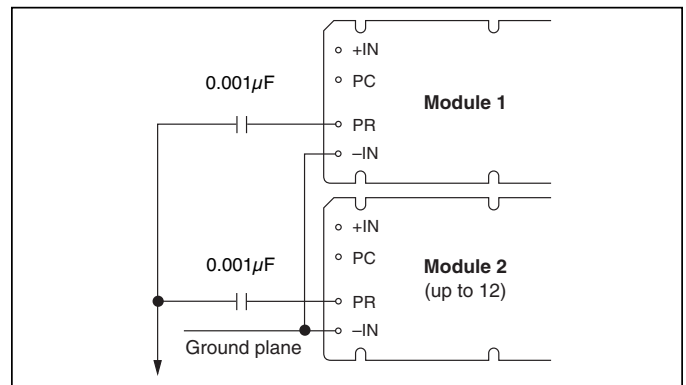 +IN
0.001µF
PC
Module 1
PR
–IN
+IN
PC
0.001µF
Module 2
(up to 12)
PR
–IN
Ground plane